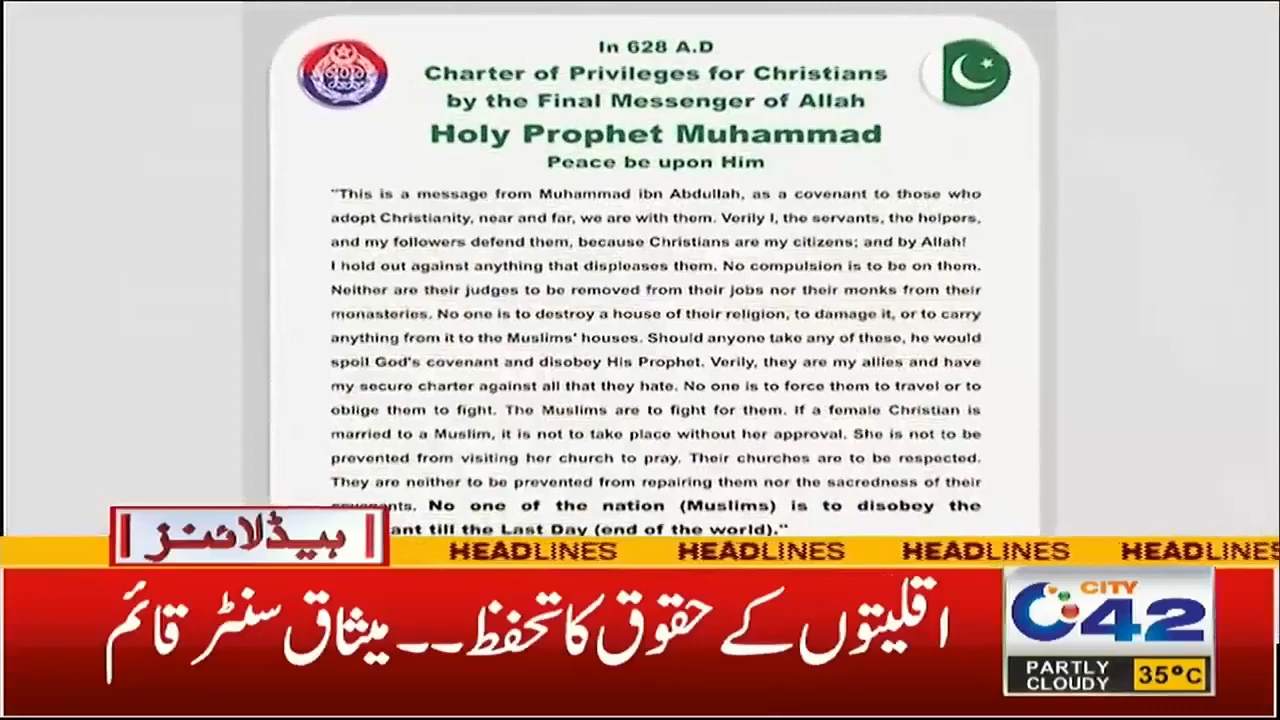 In 628 A.D
Charter of Privileges for Christians
by the Final Messenger of Allah
Holy Prophet Muhammad
Peace be upon Him
"This is a message from Muhammad ibn Abdullah, as a covenant to those who
adopt Christianity, near and far, we are with them. Verily I, the servants, the helpers,
and my followers defend them, because Christians are my citizens; and by Allah!
I hold out against anything that displeases them. No compulsion is to be on them.
Neither are their judges to be removed from their jobs nor their monks from their
monasteries. No one is to destroy a house of their religion, to damage it, or to carry
anything from it to the Muslims' houses. Should anyone take any of these, he would
spoil God's covenant and disobey His Prophet. Verily, they are my allies and have
my secure charter against all that they hate. No one is to force them to travel or to
oblige them to fight. The Muslims are to fight for them. If a female Christian is
married to a Muslim, it is not to take place without her approval. She is not to be
prevented from visiting her church to pray. Their churches are to be respected.
They are neither to be prevented from repairing them nor the sacredness of their
No one of the nation (Muslims) is to disobey the
till the Last Day (end of the world)."
ہیڈلائنز
HEADLINES HEADLINES HEADLINES HEADLINES
اقلیتوں کے حقوق کا تحفظ۔۔میثاق سنٹر قائم
CITY
42
PARTLY
CLOUDY
35°C